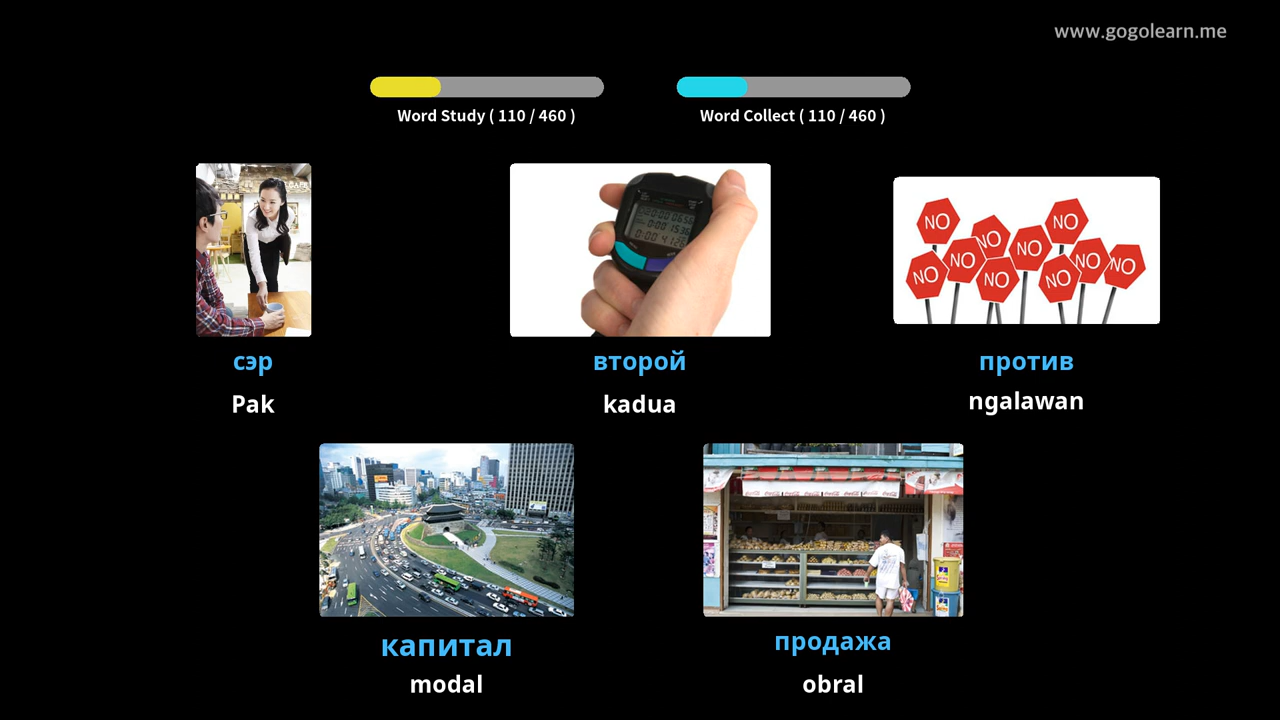 www.gogolearn.me
Word Study ( 110 / 460 )
Word Collect ( 110 / 460 )
NO
NO
NO
NO
NO
NO
NO
NO
NO
NO
сэр
Pak
второй
kadua
против
ngalawan
капитал
modal
продажа
obral